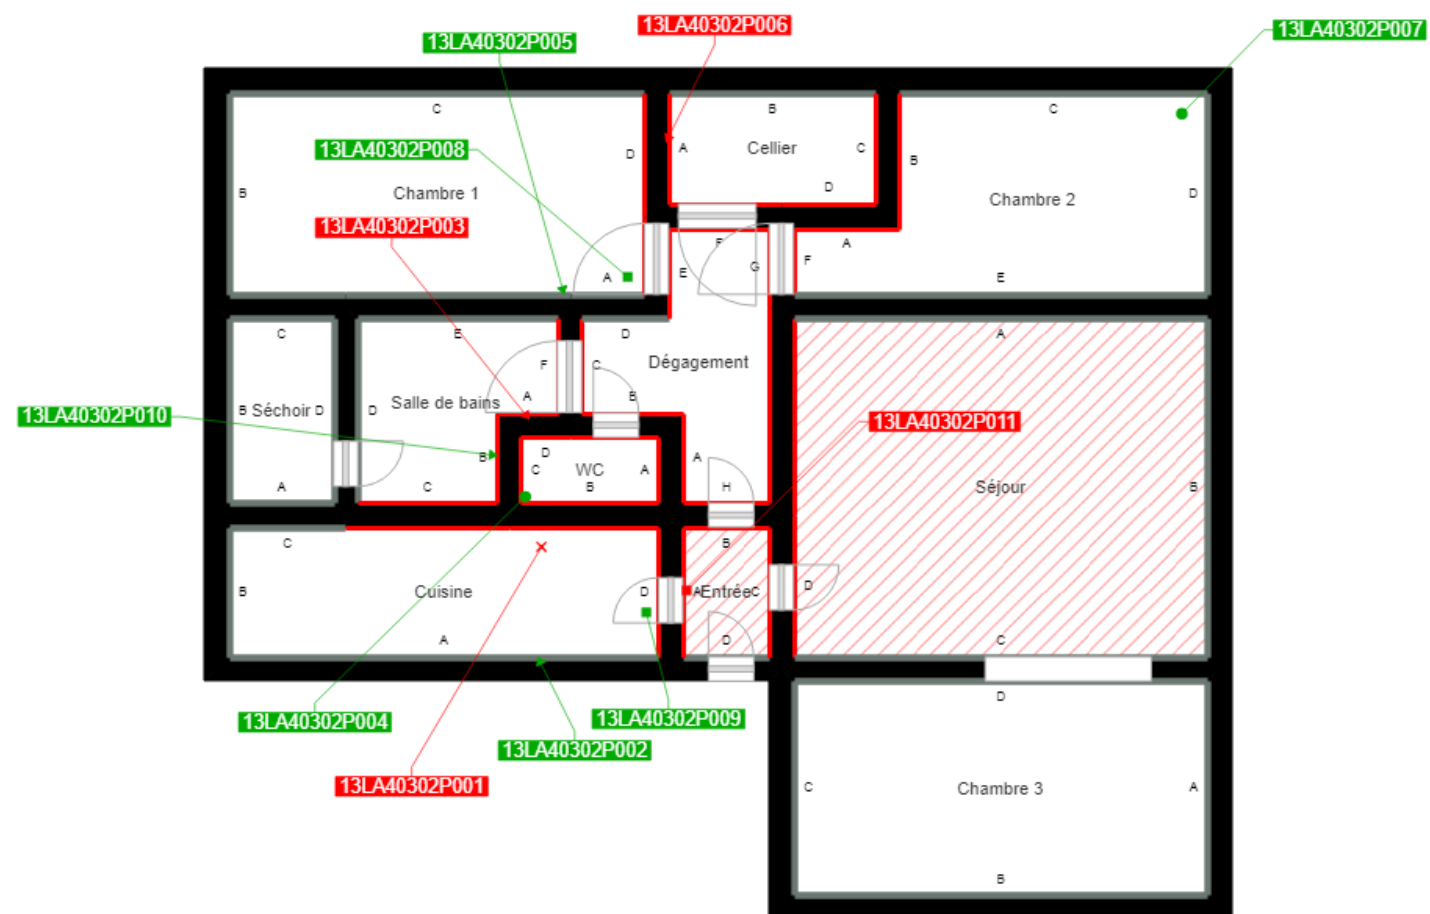 13LA40302P006
13LA40302P007
13LA40302P005
C
B
C
13LA40302P008
D
A
Cellier
C
B
B
Chambre 1
D
Chambre 2
D
13LA40302P003
F
A
A
E
G
F
E
C
E
D
A
F
C
Dégagement
B
Séchoir
D
D
Salle de bains
A
B
13LA40302P010
13LA40302P011
B
D
C
WC
A
A
A
C
B
H
Séjour
B
C
B
B
Cuisine
D
A
Entrée
C
D
A
D
C
13LA40302P004
13LA40302P009
13LA40302P002
D
13LA40302P001
C
Chambre 3
A
B